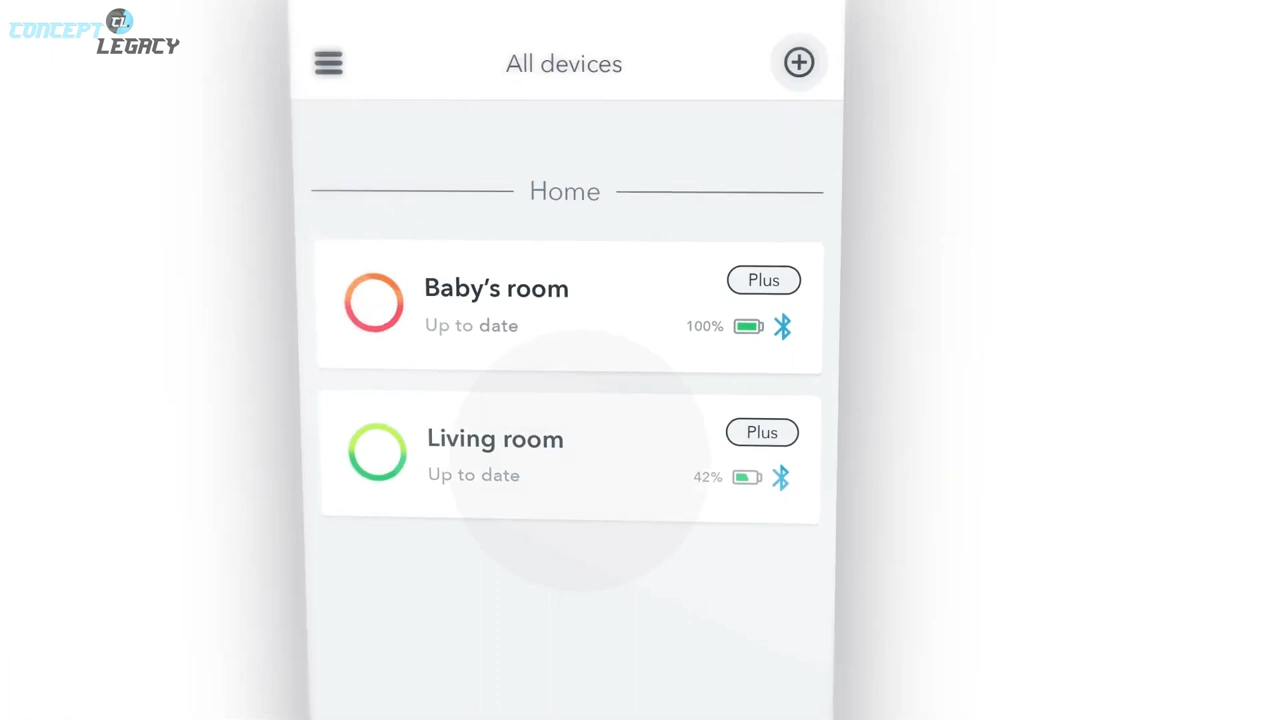 CONCEPT
CL
LEGACY
All devices
Home
Baby's room
Plus
Up to date
100%
Living room
Plus
Up to date
42%